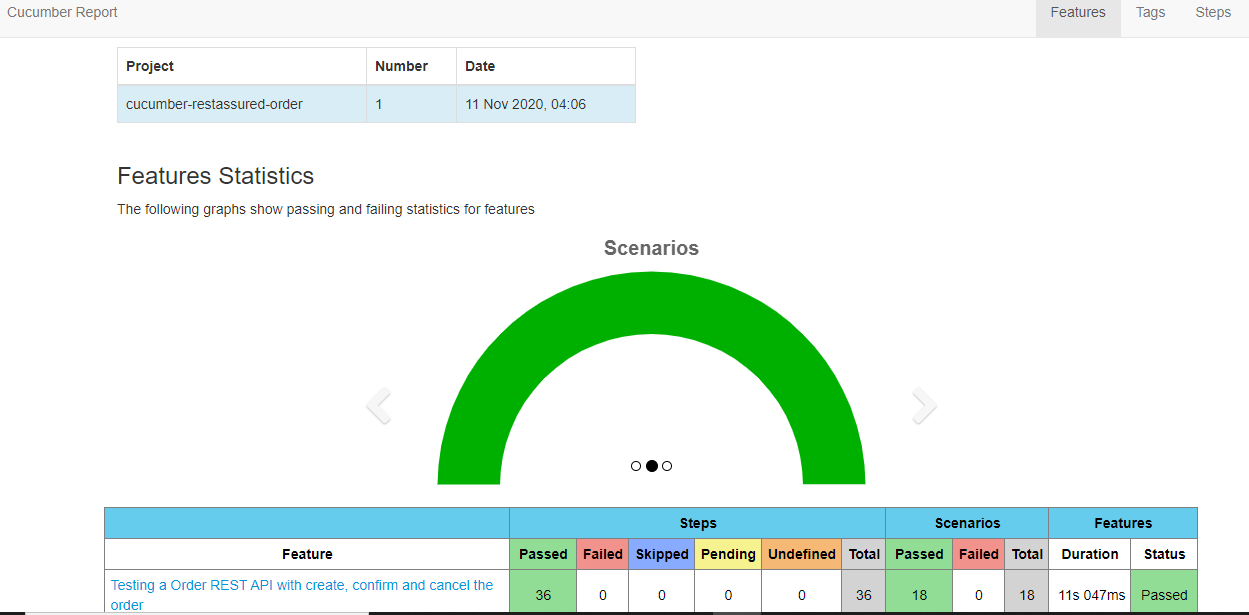 Cucumber Report Features Tags Steps
Project Number Date
cucumber-restassured-order 1 11 Nov 2020, 04:06
Features Statistics
The following graphs show passing and failing statistics for features
Scenarios
Steps Scenarios Features
Feature Passed Failed Skipped Pending Undefined Total Passed Failed Total Duration Status
Testing a Order REST API with create, confirm and cancel the
order
36 0 0 0 0 36 18 0 18 11s 047ms Passed